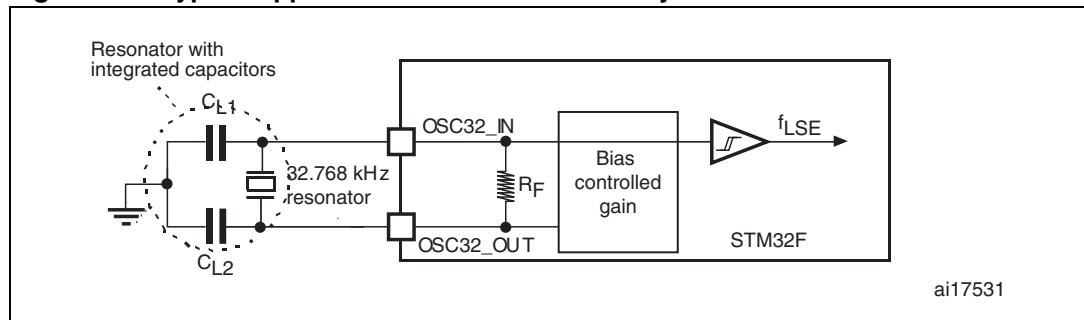 Resonator with
integrated capacitors
CL1
OSC32_IN
fLSE
32.768 kHz
resonator
RF
Bias
controlled
gain
OSC32_OUT
STM32F
CL2
ai17531